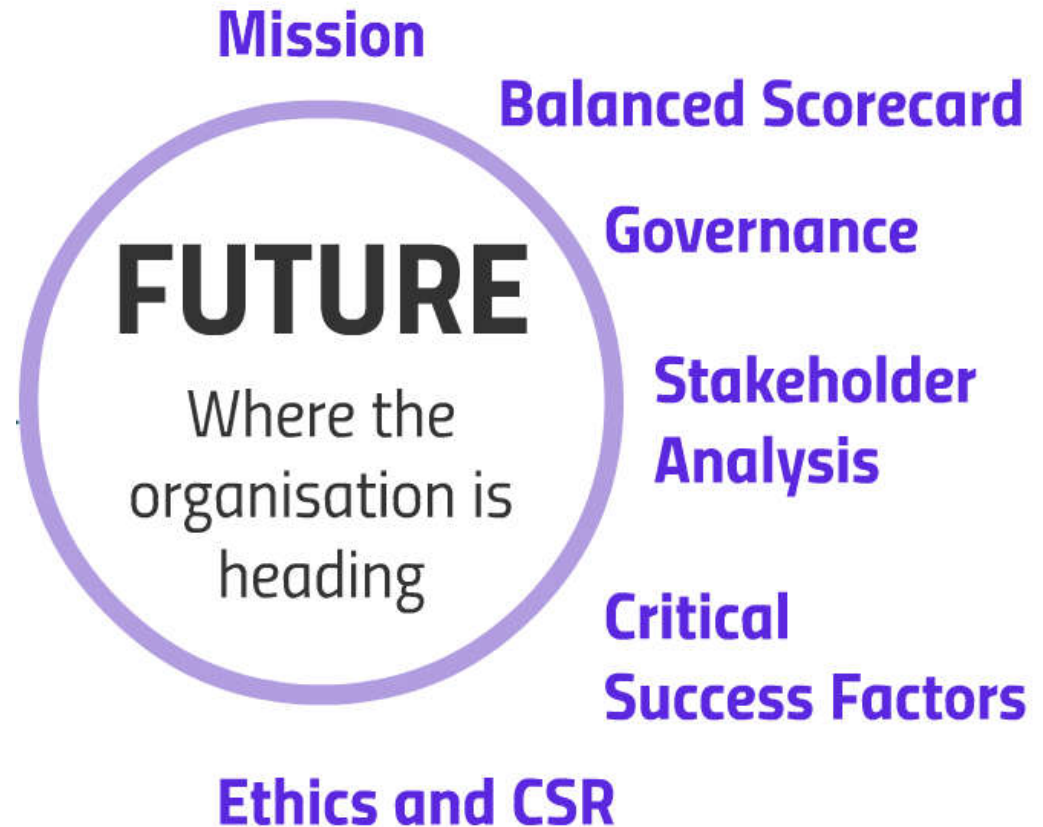 Mission
Balanced Scorecard
Governance
FUTURE
Where the
organisation is
heading
Stakeholder
Analysis
Critical
Success Factors
Ethics and CSR